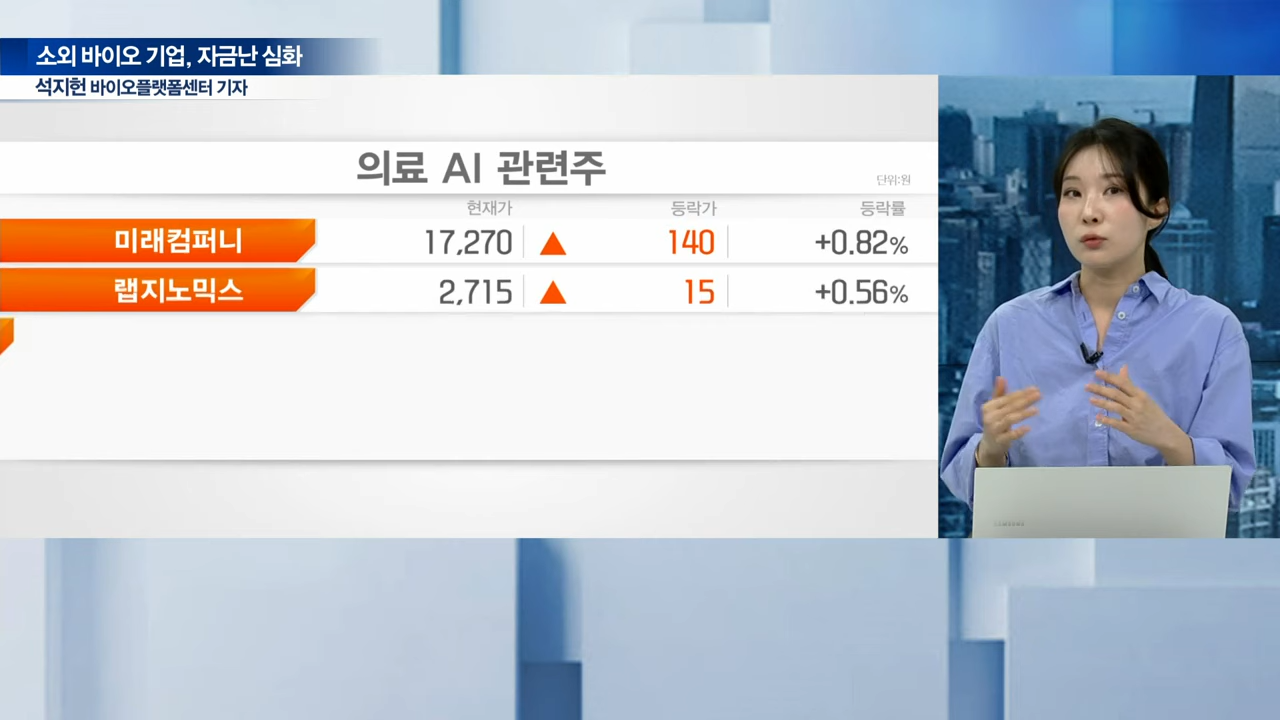 소외 바이오 기업, 자금난 심화
석지헌 바이오플랫폼센터 기자
의료 AI 관련주
단위:원
현재가 등락가 등락률
미래컴퍼니 17,270 ▲ 140 +0.82%
랩지노믹스 2,715 ▲ 15 +0.56%
SAMSUNG